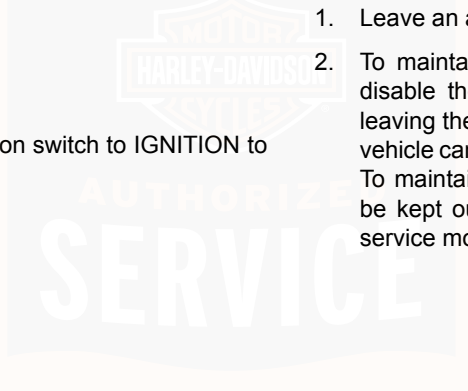 on switch to IGNITION to
1. Leave an a
2. To mainta
disable th
leaving the
vehicle car
To maintai
be kept ou
service mo
MOTOR
HARLEY-DAVIDSON
CYCLES
AUTHORIZE
SERVICE